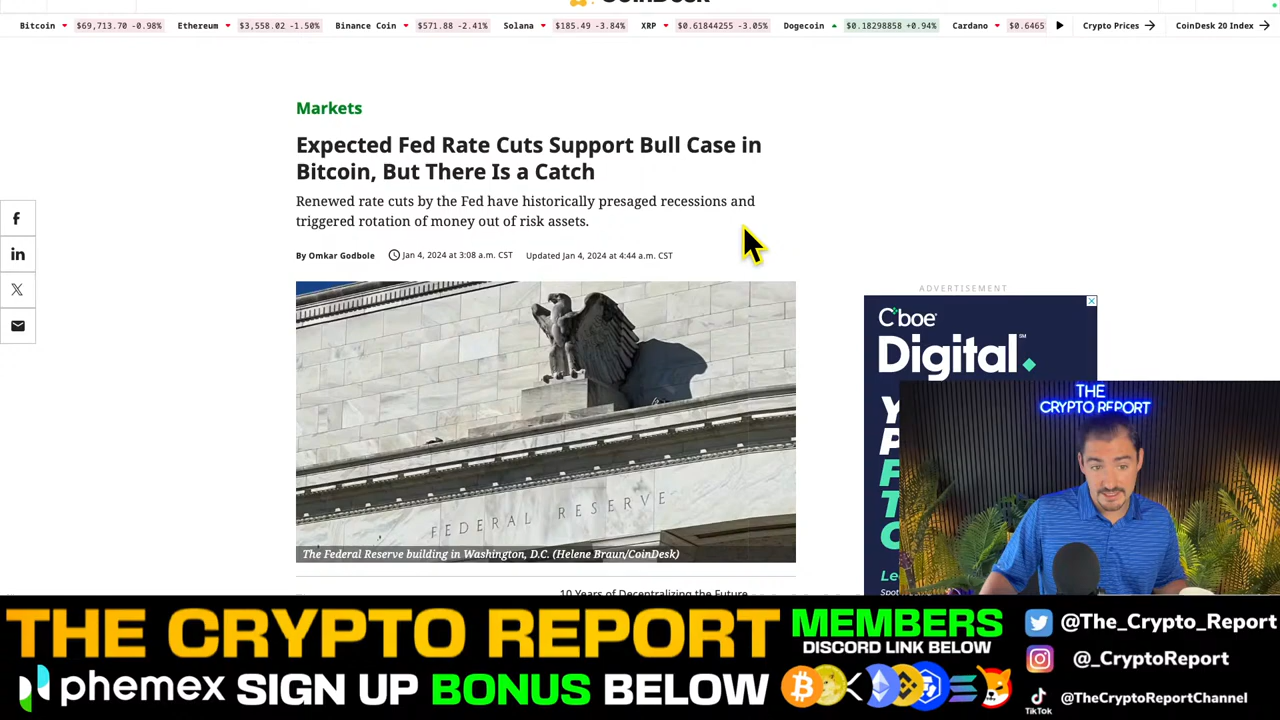 CoinDesk
Bitcoin $69,713.70 -0.98% Ethereum $3,558.02 -1.50% Binance Coin $571.88 -2.41% Solana $185.49 -3.84% XRP $0.61844255 -3.05% Dogecoin $0.18298858 +0.94% Cardano $0.6465 Crypto Prices CoinDesk 20 Index
Markets
Expected Fed Rate Cuts Support Bull Case in
Bitcoin, But There Is a Catch
Renewed rate cuts by the Fed have historically presaged recessions and
triggered rotation of money out of risk assets.
By Omkar Godbole Jan 4, 2024 at 3:08 a.m. CST Updated Jan 4, 2024 at 4:44 a.m. CST
FEDERAL RESERVE
The Federal Reserve building in Washington, D.C. (Helene Braun/CoinDesk)
10 Years of Decentralizing the Future
ADVERTISEMENT
Cboe
Digital
THE
CRYPTO REPORT
THE CRYPTO REPORT
phemex SIGN UP BONUS BELOW
MEMBERS
DISCORD LINK BELOW
@The_Crypto_Report
@_CryptoReport
TikTok @TheCryptoReportChannel